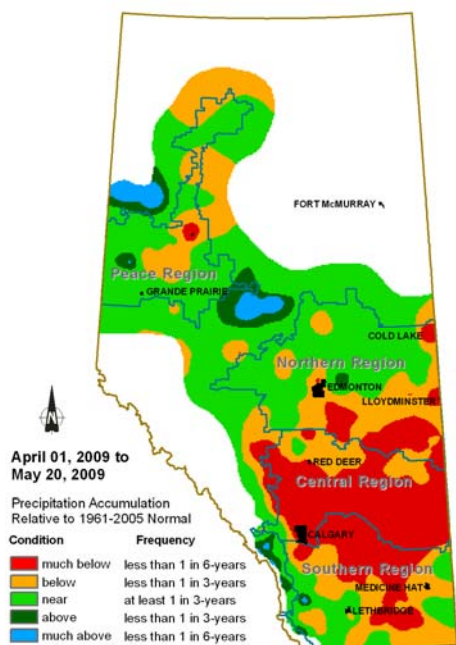 FORT McMURRAY
Peace Region
GRANDE PRAIRIE
COLD LAKE
Northern Region
EDMONTON
LLOYDMINSTER
RED DEER
Central Region
CALGARY
Southern Region
MEDICINE HAT
LETHBRIDGE
N
April 01, 2009 to
May 20, 2009
Precipitation Accumulation
Relative to 1961-2005 Normal
Condition Frequency
much below less than 1 in 6-years
below less than 1 in 3-years
near at least 1 in 3-years
above less than 1 in 3-years
much above less than 1 in 6-years